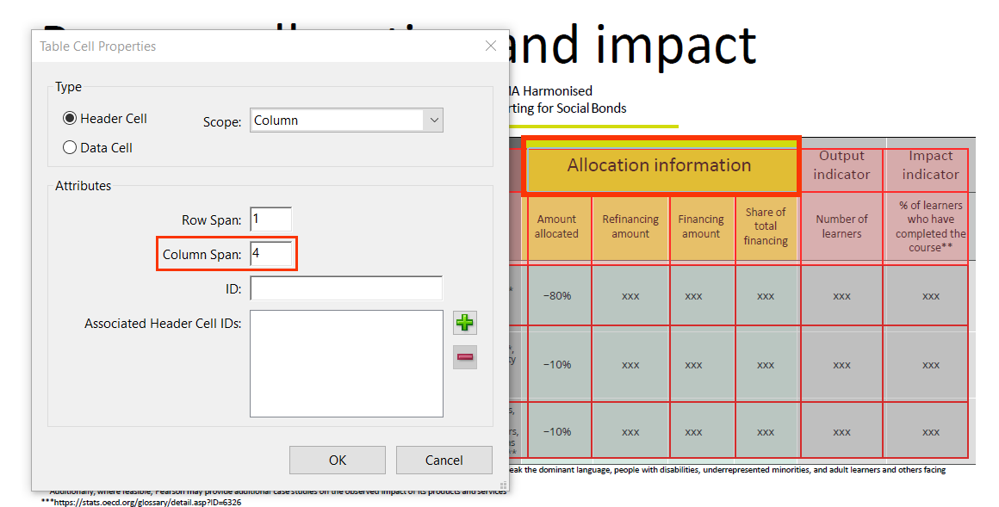 and impact
Table Cell Properties
Type
Header Cell
Scope: Column
Data Cell
Attributes
Row Span: 1
Column Span: 4
ID:
Associated Header Cell IDs:
OK Cancel
MA Harmonised
rting for Social Bonds
Allocation information
Output indicator
Impact indicator
Amount allocated
Refinancing amount
Financing amount
Share of total financing
Number of learners
% of learners who have completed the course**
~80% xxx xxx xxx xxx xxx
~10% xxx xxx xxx xxx xxx
~10% xxx xxx xxx xxx xxx
eak the dominant language, people with disabilities, underrepresented minorities, and adult learners and others facing
Additionally, where feasible, Pearson may provide additional case studies on the observed impact of its products and services
***https://stats.oecd.org/glossary/detail.asp?ID=6326